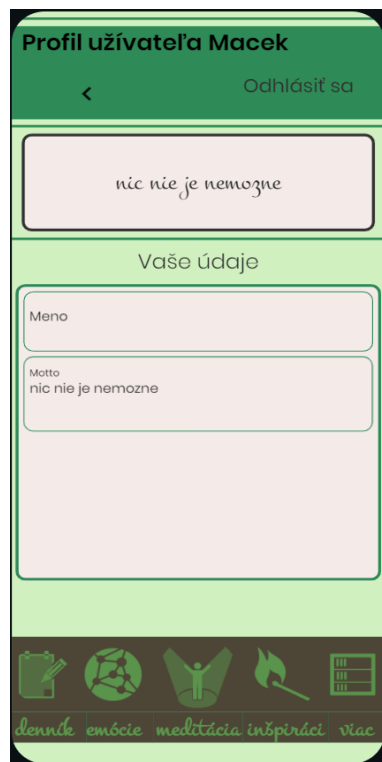 Profil užívateľa Macek
Odhlásiť sa
nic nie je nemozne
Vaše údaje
Meno
Motto
nic nie je nemozne
denník emócie meditácia inšpiráci viac